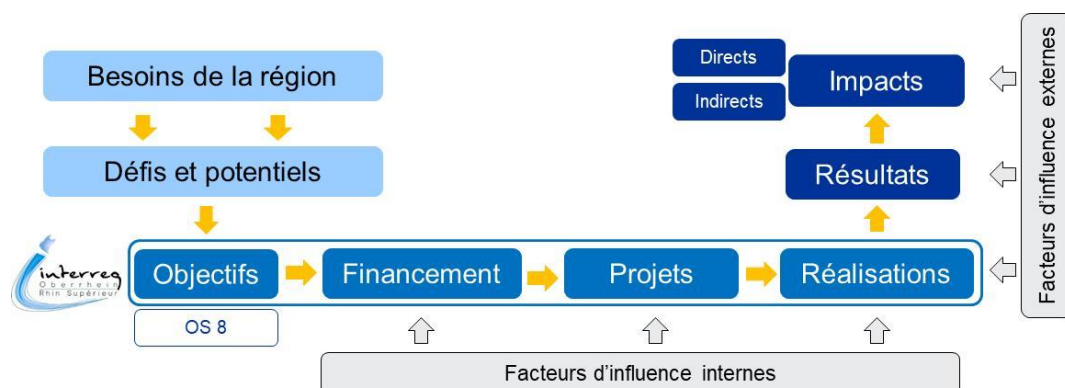 Besoins de la région
Défis et potentiels
interreg
Oberrhein
Rhin Supérieur
Objectifs
Financement
Projets
Réalisations
OS 8
Résultats
Directs
Indirects
Impacts
Facteurs d'influence internes
Facteurs d'influence externes